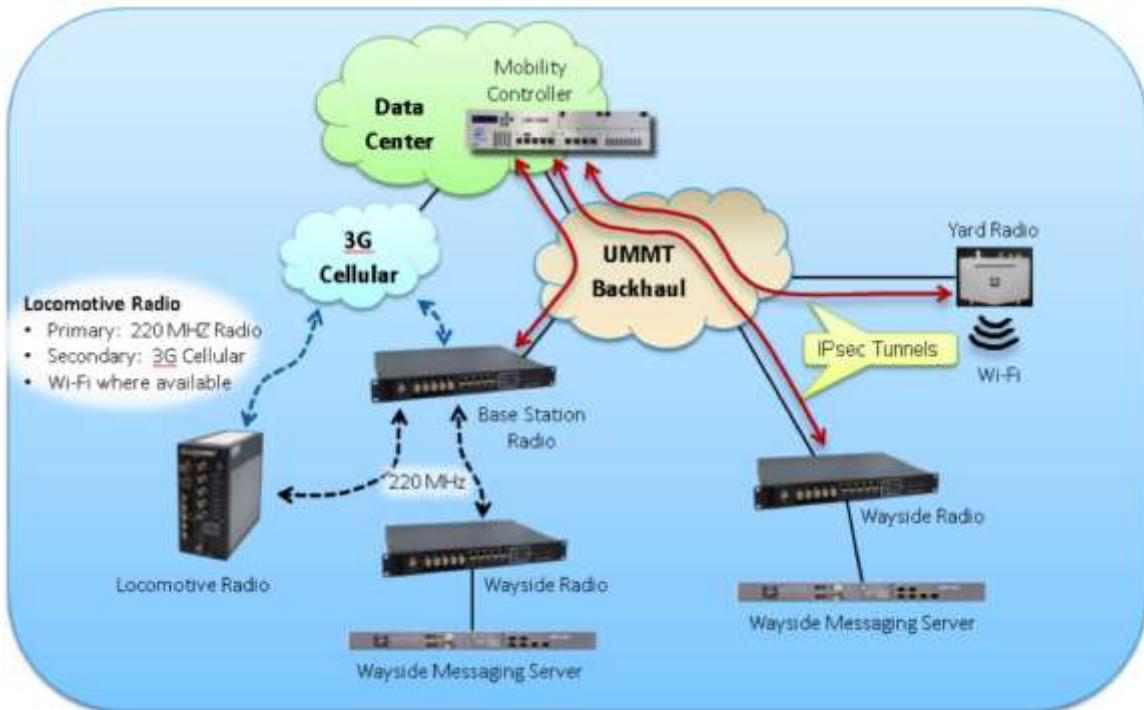 Mobility
Controller
Data
Center
3G
Cellular
UMMT
Backhaul
Yard Radio
Wi-Fi
IPsec Tunnels
Locomotive Radio
• Primary: 220 MHZ Radio
• Secondary: 3G Cellular
• Wi-Fi where available
Base Station
Radio
220 MHz
Locomotive Radio
Wayside Radio
Wayside Messaging Server
Wayside Radio
Wayside Messaging Server